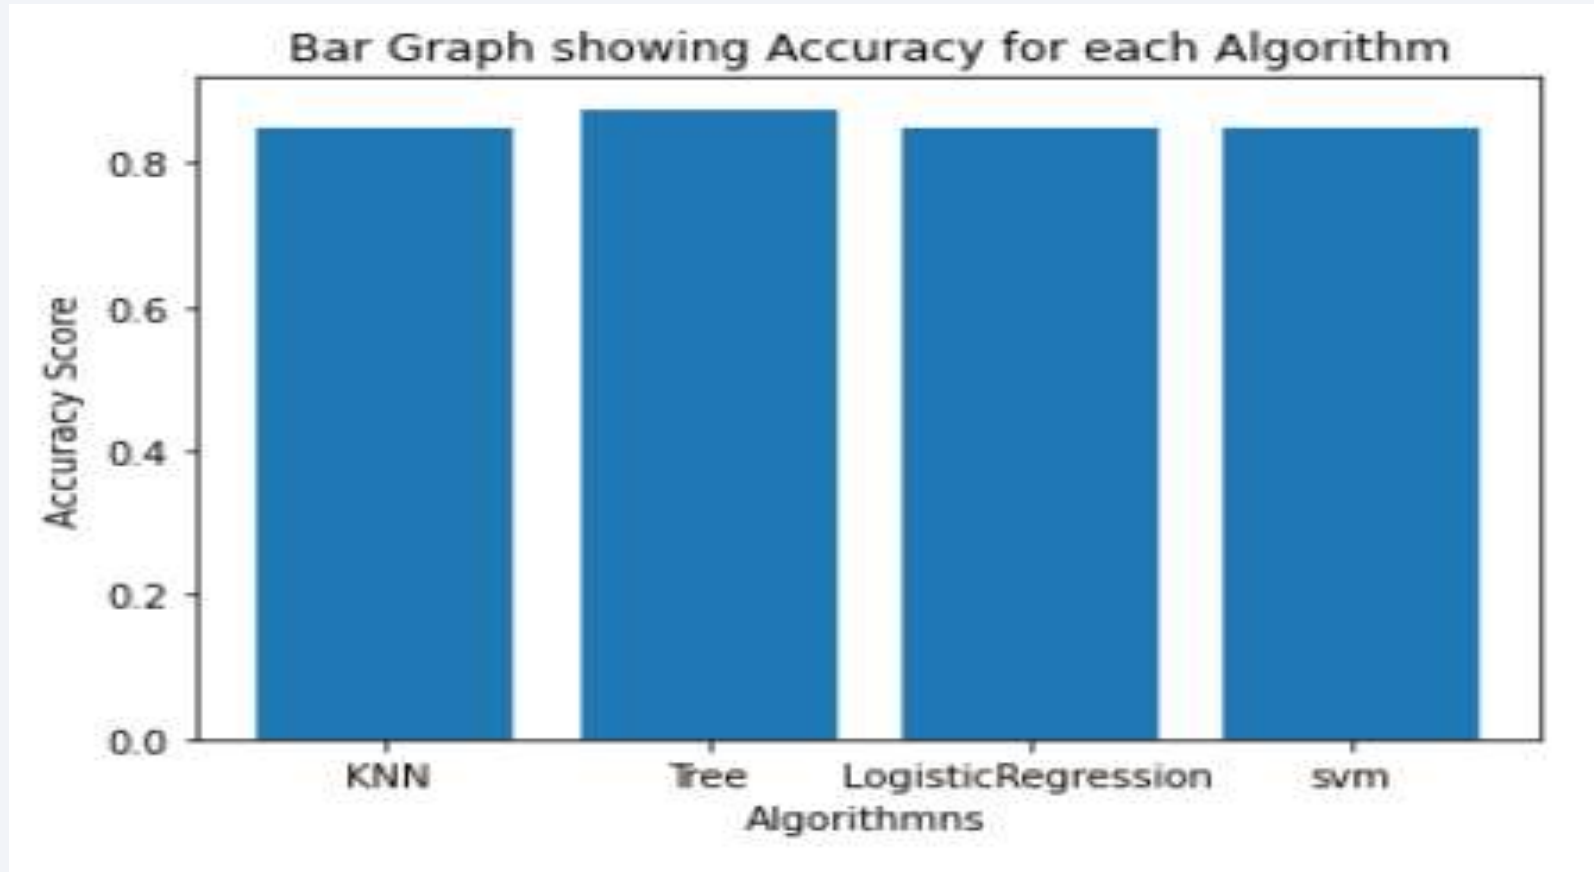 Bar Graph showing Accuracy for each Algorithm
Accuracy Score
0.8
0.6
0.4
0.2
0.0
KNN Tree LogisticRegression svm
Algorithmns